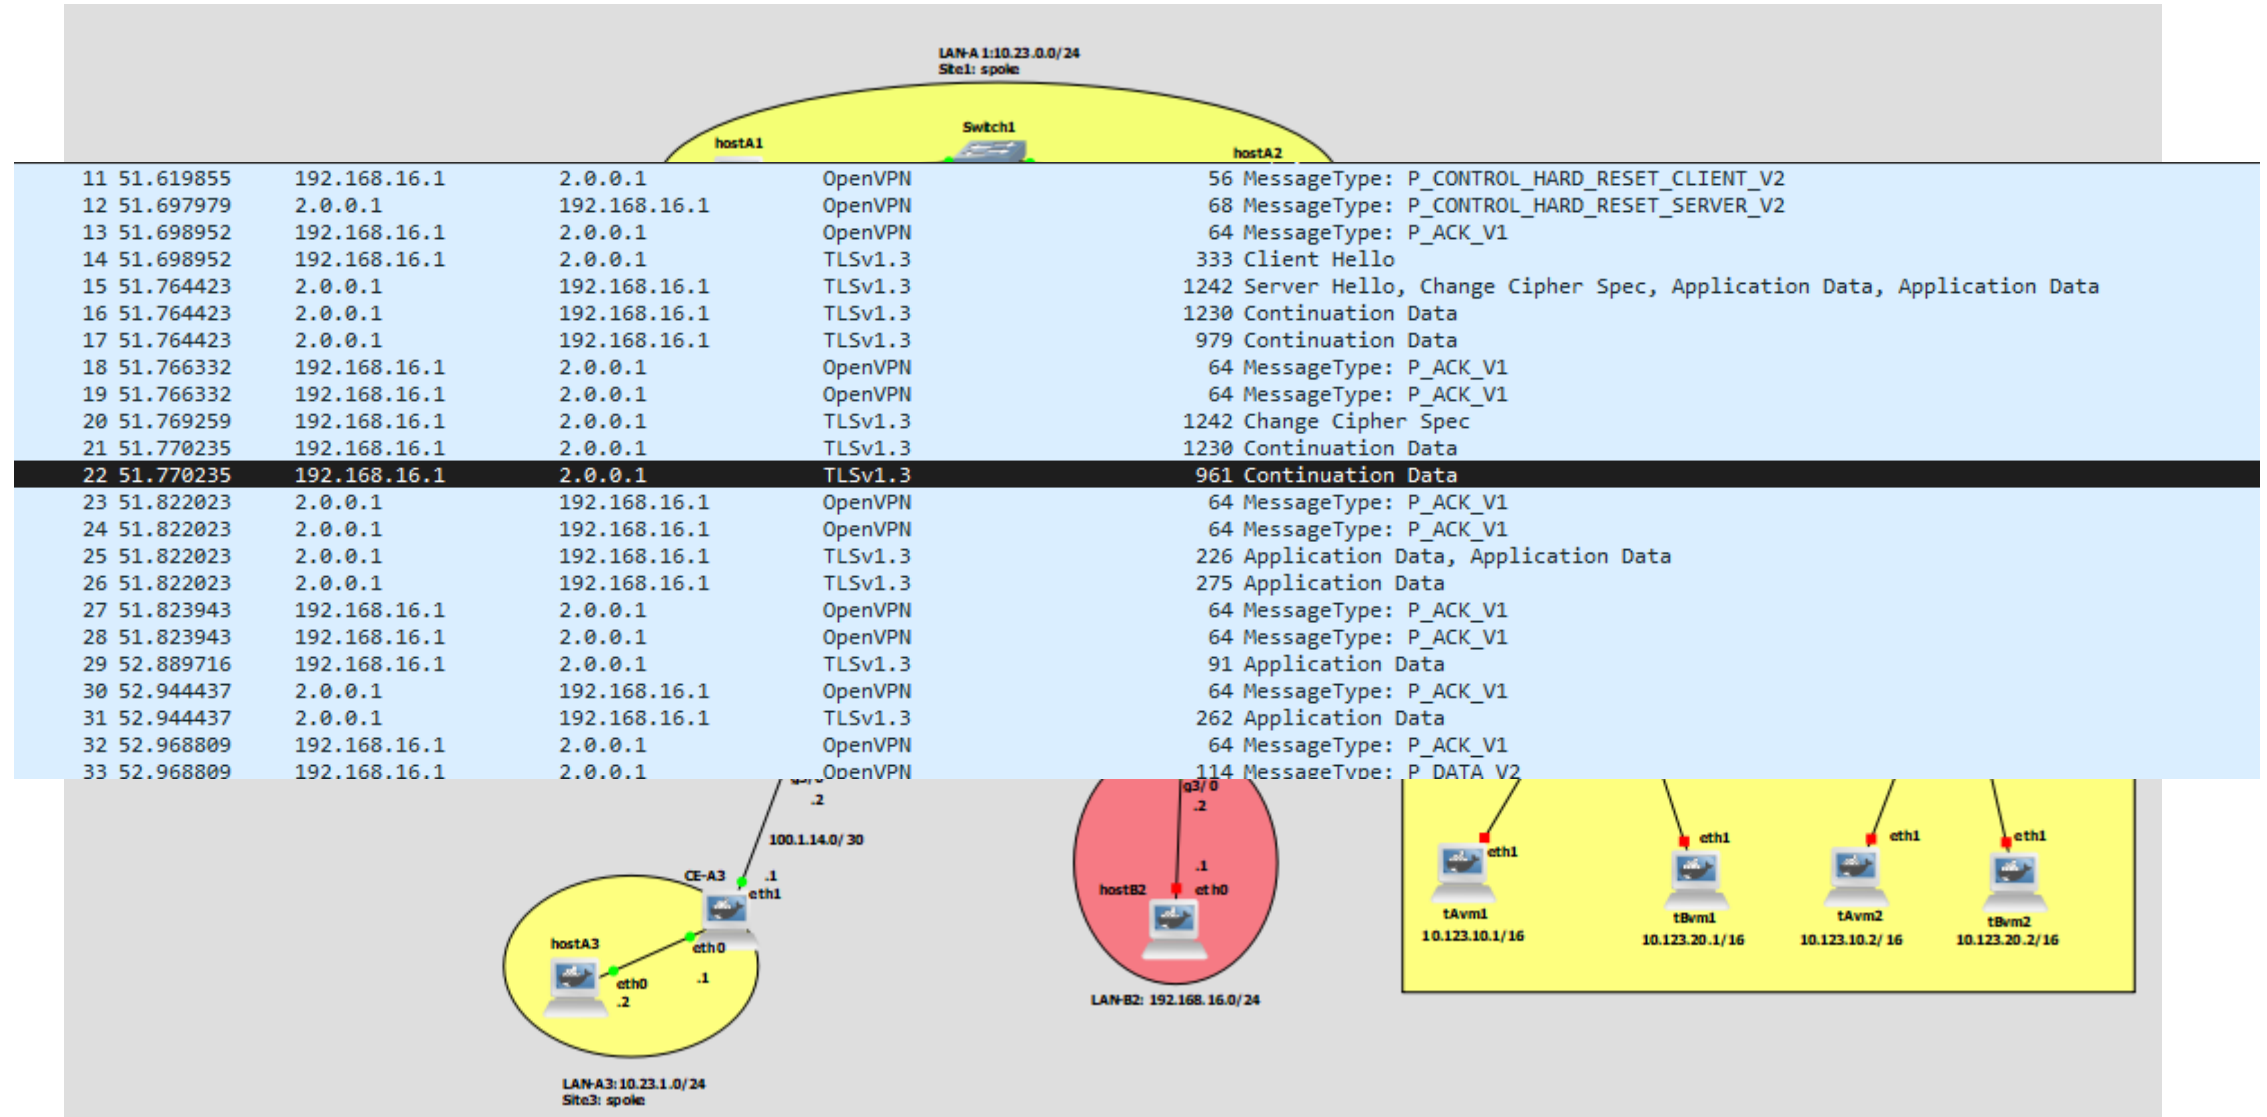 LAN-A 1:10.23.0.0/24
Site1: spoke
Switch1
hostA1
hostA2
11 51.619855 192.168.16.1 2.0.0.1 OpenVPN 56 MessageType: P_CONTROL_HARD_RESET_CLIENT_V2
12 51.697979 2.0.0.1 192.168.16.1 OpenVPN 68 MessageType: P_CONTROL_HARD_RESET_SERVER_V2
13 51.698952 192.168.16.1 2.0.0.1 OpenVPN 64 MessageType: P_ACK_V1
14 51.698952 192.168.16.1 2.0.0.1 TLSv1.3 333 Client Hello
15 51.764423 2.0.0.1 192.168.16.1 TLSv1.3 1242 Server Hello, Change Cipher Spec, Application Data, Application Data
16 51.764423 2.0.0.1 192.168.16.1 TLSv1.3 1230 Continuation Data
17 51.764423 2.0.0.1 192.168.16.1 TLSv1.3 979 Continuation Data
18 51.766332 192.168.16.1 2.0.0.1 OpenVPN 64 MessageType: P_ACK_V1
19 51.766332 192.168.16.1 2.0.0.1 OpenVPN 64 MessageType: P_ACK_V1
20 51.769259 192.168.16.1 2.0.0.1 TLSv1.3 1242 Change Cipher Spec
21 51.770235 192.168.16.1 2.0.0.1 TLSv1.3 1230 Continuation Data
22 51.770235 192.168.16.1 2.0.0.1 TLSv1.3 961 Continuation Data
23 51.822023 2.0.0.1 192.168.16.1 OpenVPN 64 MessageType: P_ACK_V1
24 51.822023 2.0.0.1 192.168.16.1 OpenVPN 64 MessageType: P_ACK_V1
25 51.822023 2.0.0.1 192.168.16.1 TLSv1.3 226 Application Data, Application Data
26 51.822023 2.0.0.1 192.168.16.1 TLSv1.3 275 Application Data
27 51.823943 192.168.16.1 2.0.0.1 OpenVPN 64 MessageType: P_ACK_V1
28 51.823943 192.168.16.1 2.0.0.1 OpenVPN 64 MessageType: P_ACK_V1
29 52.889716 192.168.16.1 2.0.0.1 TLSv1.3 91 Application Data
30 52.944437 2.0.0.1 192.168.16.1 OpenVPN 64 MessageType: P_ACK_V1
31 52.944437 2.0.0.1 192.168.16.1 TLSv1.3 262 Application Data
32 52.968809 192.168.16.1 2.0.0.1 OpenVPN 64 MessageType: P_ACK_V1
33 52.968809 192.168.16.1 2.0.0.1 OpenVPN 114 MessageType: P_DATA_V2
.2
100.1.14.0/ 30
CE-A3
.1
eth1
hostA3
eth0
.1
eth0
.2
LAN-A3:10.23.1.0/24
Site3: spoke
g3/0
.2
.1
hostB2
eth0
LAN-B2: 192.168.16.0/24
eth1
eth1
eth1
eth1
tAvm1
10.123.10.1/16
tBvm1
10.123.20.1/16
tAvm2
10.123.10.2/16
tBvm2
10.123.20.2/16